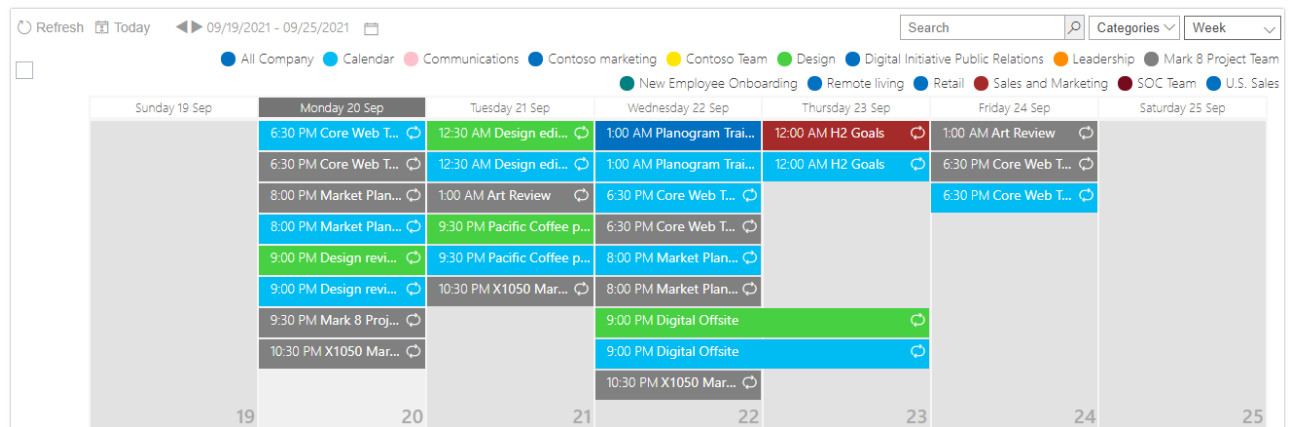 Refresh Today 09/19/2021 - 09/25/2021 Search Categories Week
All Company Calendar Communications Contoso marketing Contoso Team Design Digital Initiative Public Relations Leadership Mark 8 Project Team
New Employee Onboarding Remote living Retail Sales and Marketing SOC Team U.S. Sales
Sunday 19 Sep Monday 20 Sep Tuesday 21 Sep Wednesday 22 Sep Thursday 23 Sep Friday 24 Sep Saturday 25 Sep
6:30 PM Core Web T... 12:30 AM Design edi... 1:00 AM Planogram Trai... 12:00 AM H2 Goals 1:00 AM Art Review
6:30 PM Core Web T... 12:30 AM Design edi... 1:00 AM Planogram Trai... 12:00 AM H2 Goals 6:30 PM Core Web T...
8:00 PM Market Plan... 1:00 AM Art Review 6:30 PM Core Web T... 6:30 PM Core Web T...
8:00 PM Market Plan... 9:30 PM Pacific Coffee p... 6:30 PM Core Web T...
9:00 PM Design revi... 9:30 PM Pacific Coffee p... 8:00 PM Market Plan...
9:00 PM Design revi... 10:30 PM X1050 Mar... 8:00 PM Market Plan...
9:30 PM Mark 8 Proj... 9:00 PM Digital Offsite
10:30 PM X1050 Mar... 9:00 PM Digital Offsite
10:30 PM X1050 Mar...
19 20 21 22 23 24 25